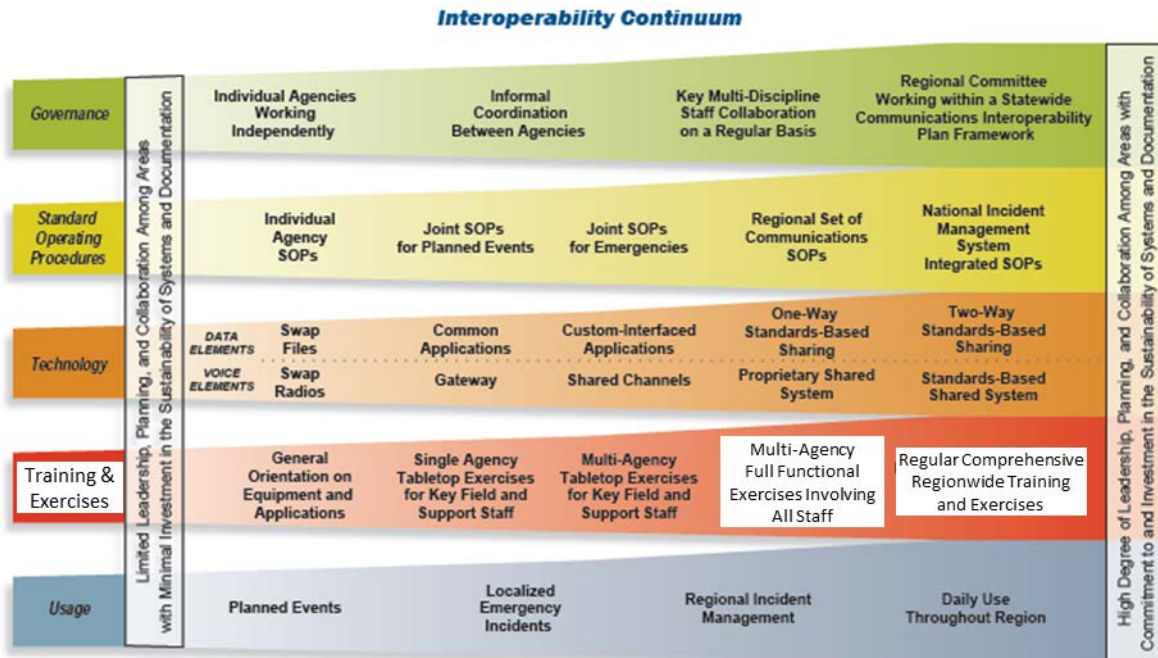 Interoperability Continuum
Limited Leadership, Planning, and Collaboration Among Areas
with Minimal Investment in the Sustainability of Systems and Documentation
High Degree of Leadership, Planning, and Collaboration Among Areas with
Commitment to and Investment in the Sustainability of Systems and Documentation
Governance
Individual Agencies
Working
Independently
Informal
Coordination
Between Agencies
Key Multi-Discipline
Staff Collaboration
on a Regular Basis
Regional Committee
Working within a Statewide
Communications Interoperability
Plan Framework
Standard
Operating
Procedures
Individual
Agency
SOPs
Joint SOPs
for Planned Events
Joint SOPs
for Emergencies
Regional Set of
Communications
SOPs
National Incident
Management
System
Integrated SOPs
Technology
DATA
ELEMENTS
Swap
Files
Common
Applications
Custom-Interfaced
Applications
One-Way
Standards-Based
Sharing
Two-Way
Standards-Based
Sharing
VOICE
ELEMENTS
Swap
Radios
Gateway
Shared Channels
Proprietary Shared
System
Standards-Based
Shared System
Training &
Exercises
General
Orientation on
Equipment and
Applications
Single Agency
Tabletop Exercises
for Key Field and
Support Staff
Multi-Agency
Tabletop Exercises
for Key Field and
Support Staff
Multi-Agency
Full Functional
Exercises Involving
All Staff
Regular Comprehensive
Regionwide Training
and Exercises
Usage
Planned Events
Localized
Emergency
Incidents
Regional Incident
Management
Daily Use
Throughout Region